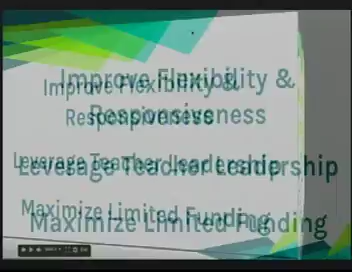 Improve Flexibility &
Responsiveness
Leverage Teacher Leadership
Maximize Limited Funding